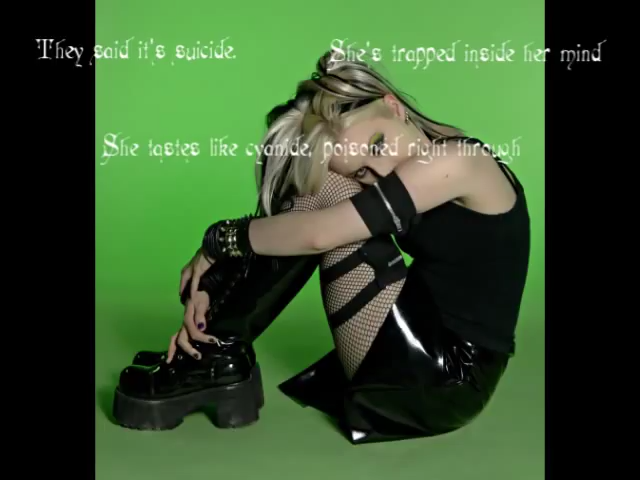 They said it's suicide.
She's trapped inside her mind
She tastes like cyanide, poisoned right through